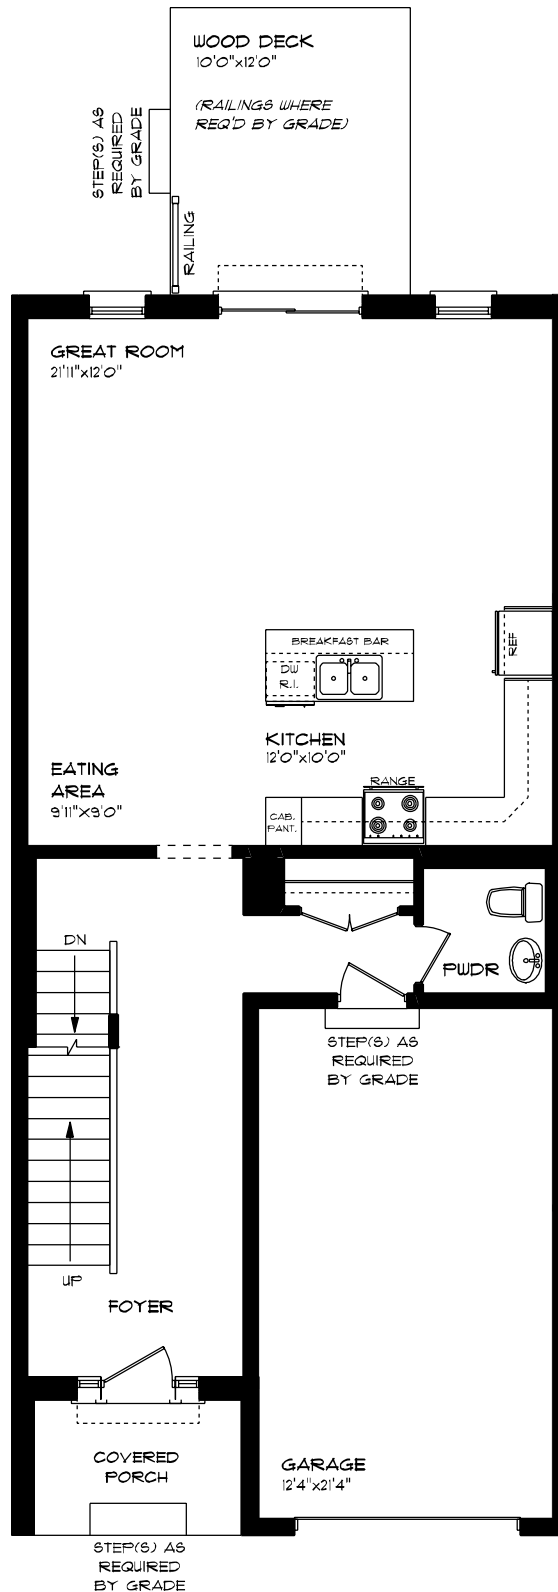 WOOD DECK
10'0"x12'0"
(RAILINGS WHERE
REQ'D BY GRADE)
STEP(S) AS
REQUIRED
BY GRADE
RAILING
GREAT ROOM
21'11"x12'0"
BREAKFAST BAR
DW
R.I.
REF
KITCHEN
12'0"x10'0"
EATING
AREA
9'11"x9'0"
RANGE
CAB.
PANT.
DN
PWDR
STEP(S) AS
REQUIRED
BY GRADE
UP
FOYER
COVERED
PORCH
GARAGE
12'4"x21'4"
STEP(S) AS
REQUIRED
BY GRADE